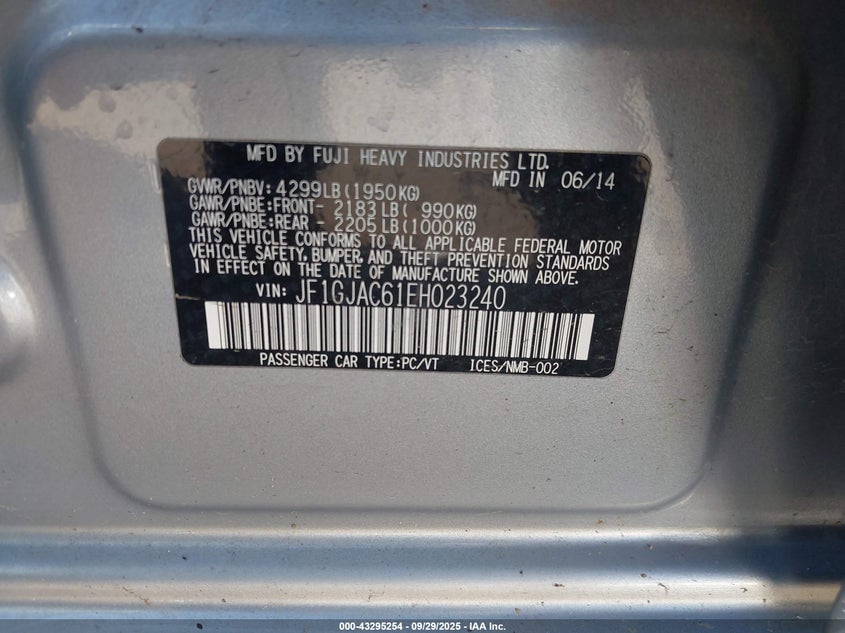 MFD BY FUJI HEAVY INDUSTRIES LTD.
MFD IN 06/14
GVWR/PNBV: 4299LB(1950KG)
GAWR/PNBE:FRONT- 2183LB( 990KG)
GAWR/PNBE:REAR - 2205LB(1000KG)
THIS VEHICLE CONFORMS TO ALL APPLICABLE FEDERAL MOTOR
VEHICLE SAFETY, BUMPER, AND THEFT PREVENTION STANDARDS
IN EFFECT ON THE DATE OF MANUFACTURE SHOWN ABOVE.
VIN: JF1GJAC61EH023240
PASSENGER CAR TYPE:PC/VT ICES/NMB-002
000-43295254 - 09/29/2025 - IAA Inc.